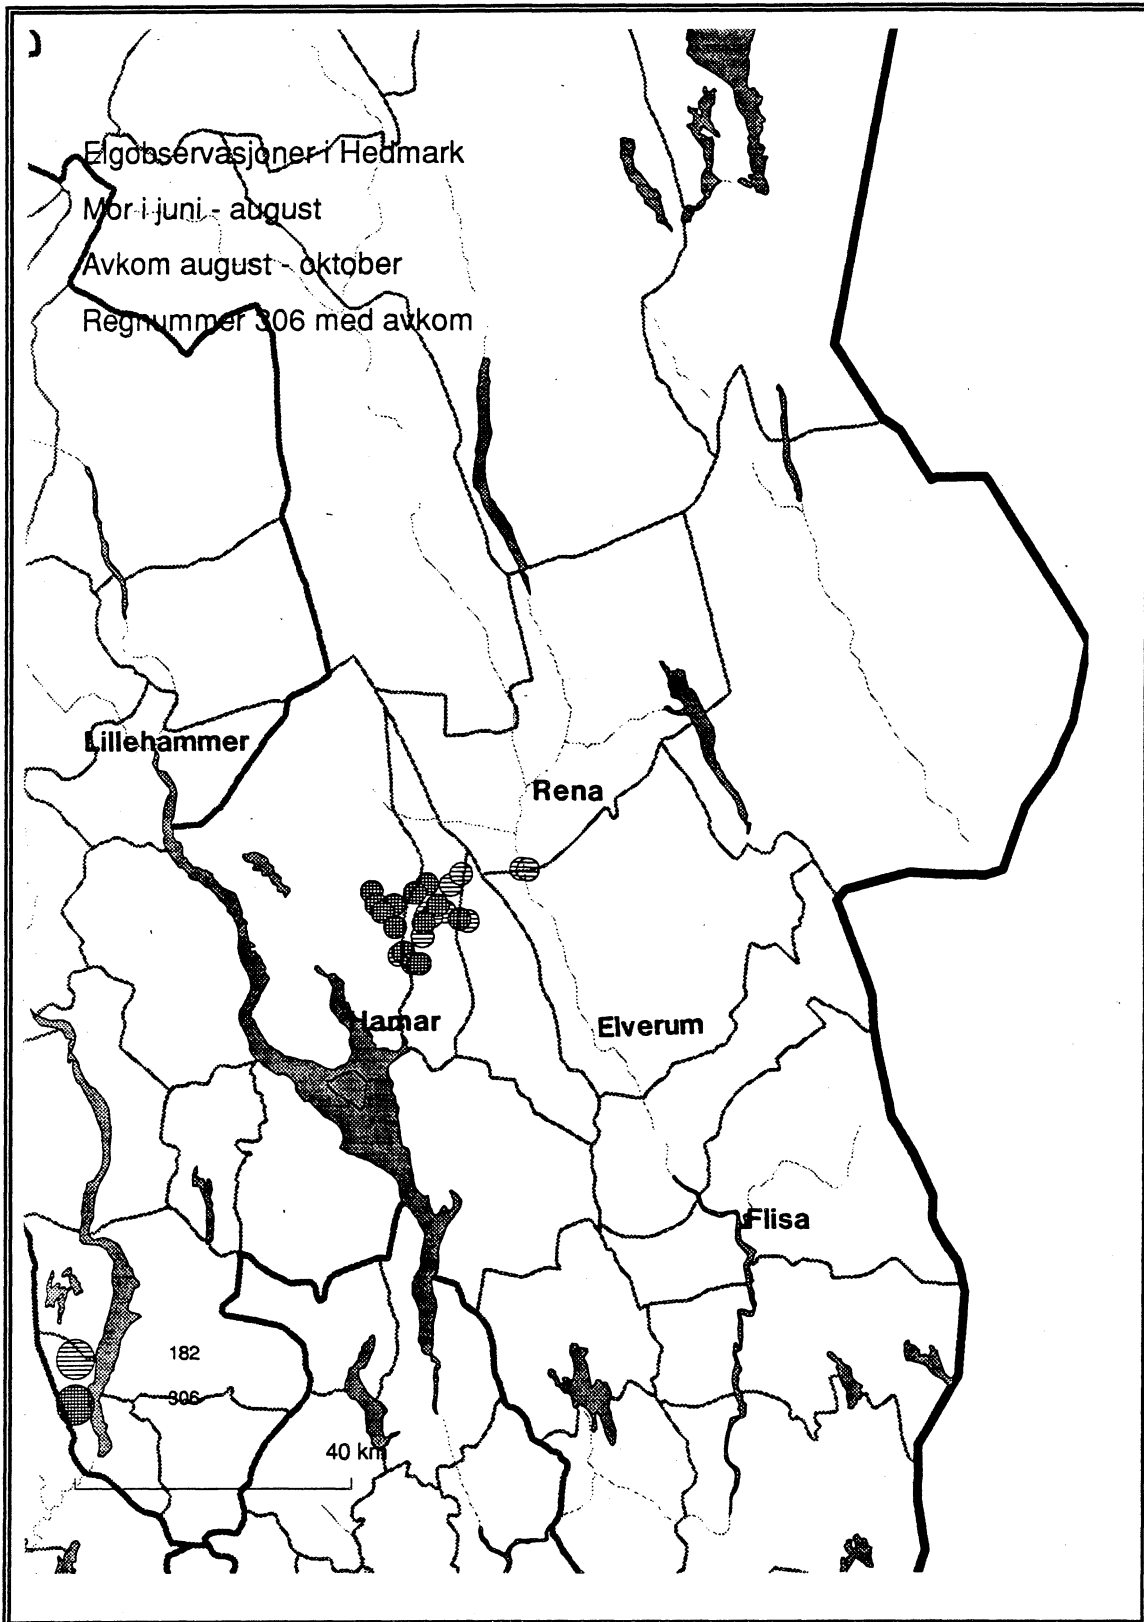 Elgobservasjoner i Hedmark
Mor i juni - august
Avkom august - oktober
Regnummer 306 med avkom
Lillehammer
Rena
Hamar
Elverum
Flisa
182
306
40 km